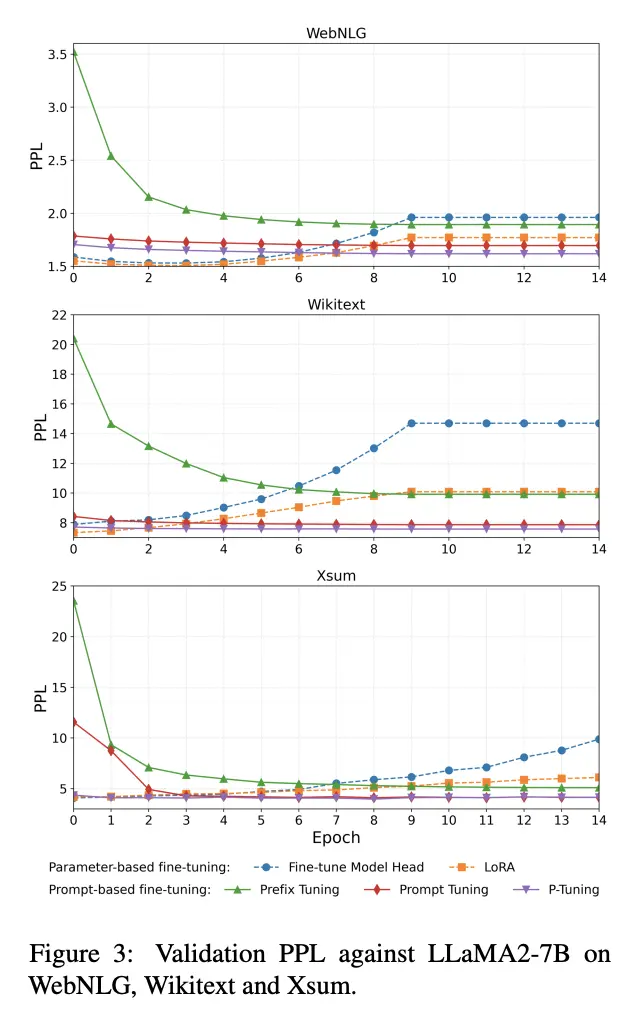 WebNLG
3.5
3.0
2.5
2.0
1.5
PPL
0 2 4 6 8 10 12 14
Wikitext
22
20
18
16
14
12
10
8
PPL
0 2 4 6 8 10 12 14
Xsum
25
20
15
10
5
PPL
0 1 2 3 4 5 6 7 8 9 10 11 12 13 14
Epoch
Parameter-based fine-tuning: Fine-tune Model Head LoRA
Prompt-based fine-tuning: Prefix Tuning Prompt Tuning P-Tuning
Figure 3: Validation PPL against LLaMA2-7B on
WebNLG, Wikitext and Xsum.